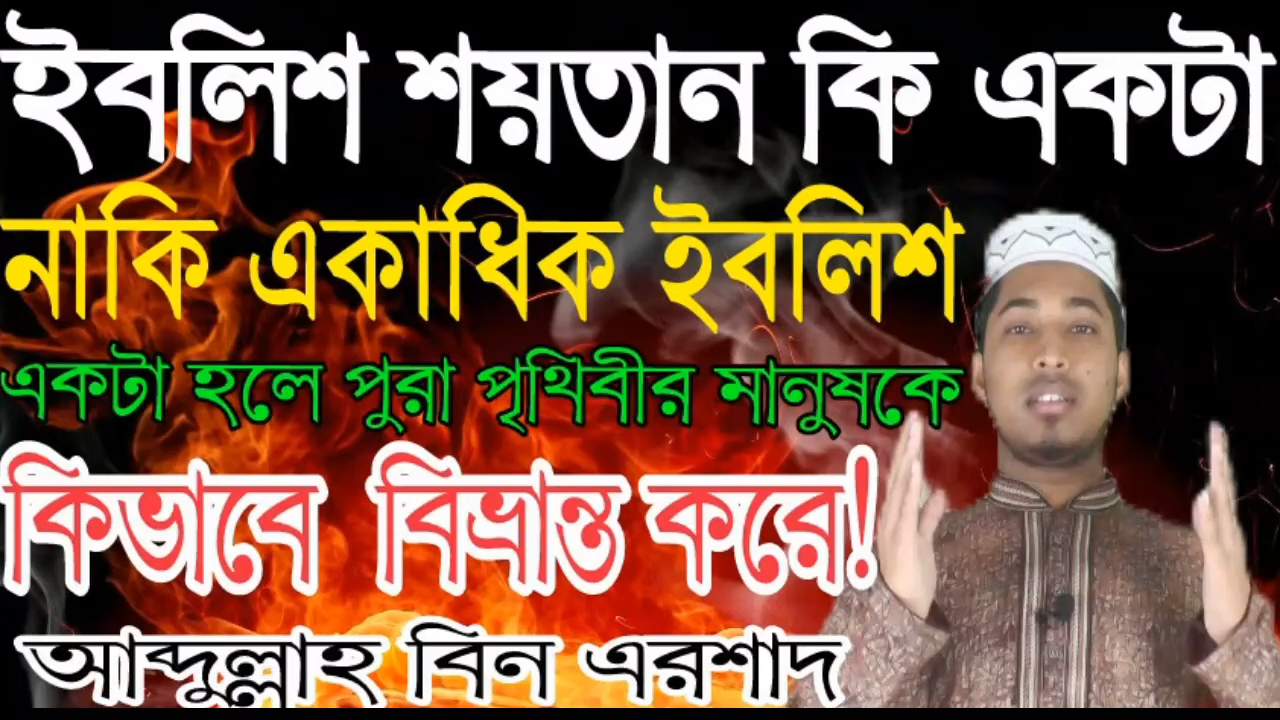 ইবলিশ শয়তান কি একটা
নাকি একাধিক ইবলিশ
একটা হলে পুরা পৃথিবীর মানুষকে
কিভাবে বিভ্রান্ত করে!
আব্দুল্লাহ বিন এরশাদ